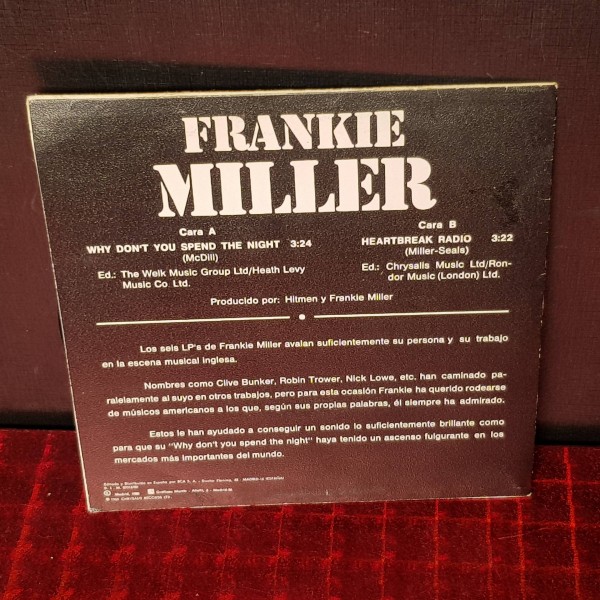 FRANKIE
MILLER
Cara A
WHY DON'T YOU SPEND THE NIGHT 3:24
(McDill)
Ed.: The Welk Music Group Ltd/Heath Levy
Music Co. Ltd.
Cara B
HEARTBREAK RADIO 3:22
(Miller-Seals)
Ed.: Chrysalis Music Ltd/Ron-
dor Music (London) Ltd.
Producido por: Hitmen y Frankie Miller
Los seis LP's de Frankie Miller avalan suficientemente su persona y su trabajo
en la escena musical inglesa.
Nombres como Clive Bunker, Robin Trower, Nick Lowe, etc. han caminado pa-
ralelamente al suyo en otros trabajos, pero para esta ocasión Frankie ha querido rodearse
de músicos americanos a los que, según sus propias palabras, él siempre ha admirado.
Estos le han ayudado a conseguir un sonido lo suficientemente brillante como
para que su "Why don't you spend the night" haya tenido un ascenso fulgurante en los
mercados más importantes del mundo.
Editado y Distribuido en España por RCA S. A. -